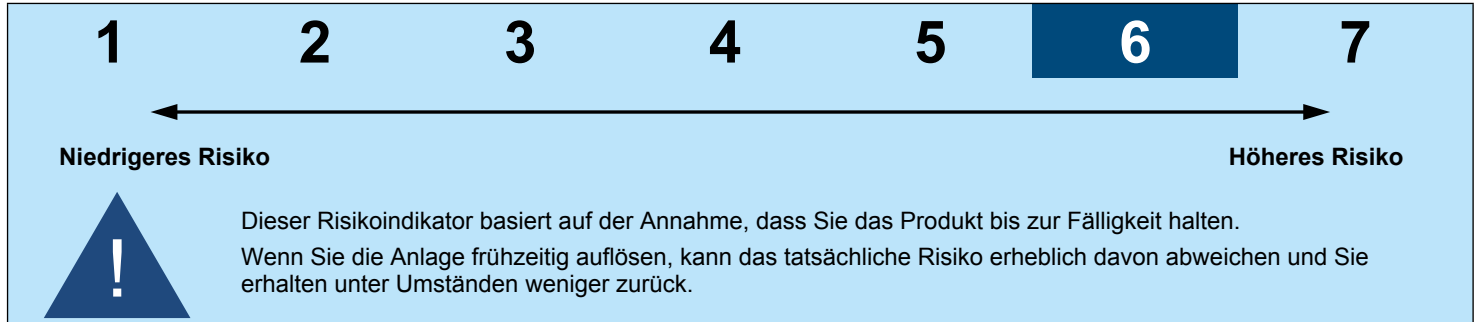 1 2 3 4 5 6 7
Niedrigeres Risiko Höheres Risiko
!
Dieser Risikoindikator basiert auf der Annahme, dass Sie das Produkt bis zur Fälligkeit halten.
Wenn Sie die Anlage frühzeitig auflösen, kann das tatsächliche Risiko erheblich davon abweichen und Sie
erhalten unter Umständen weniger zurück.